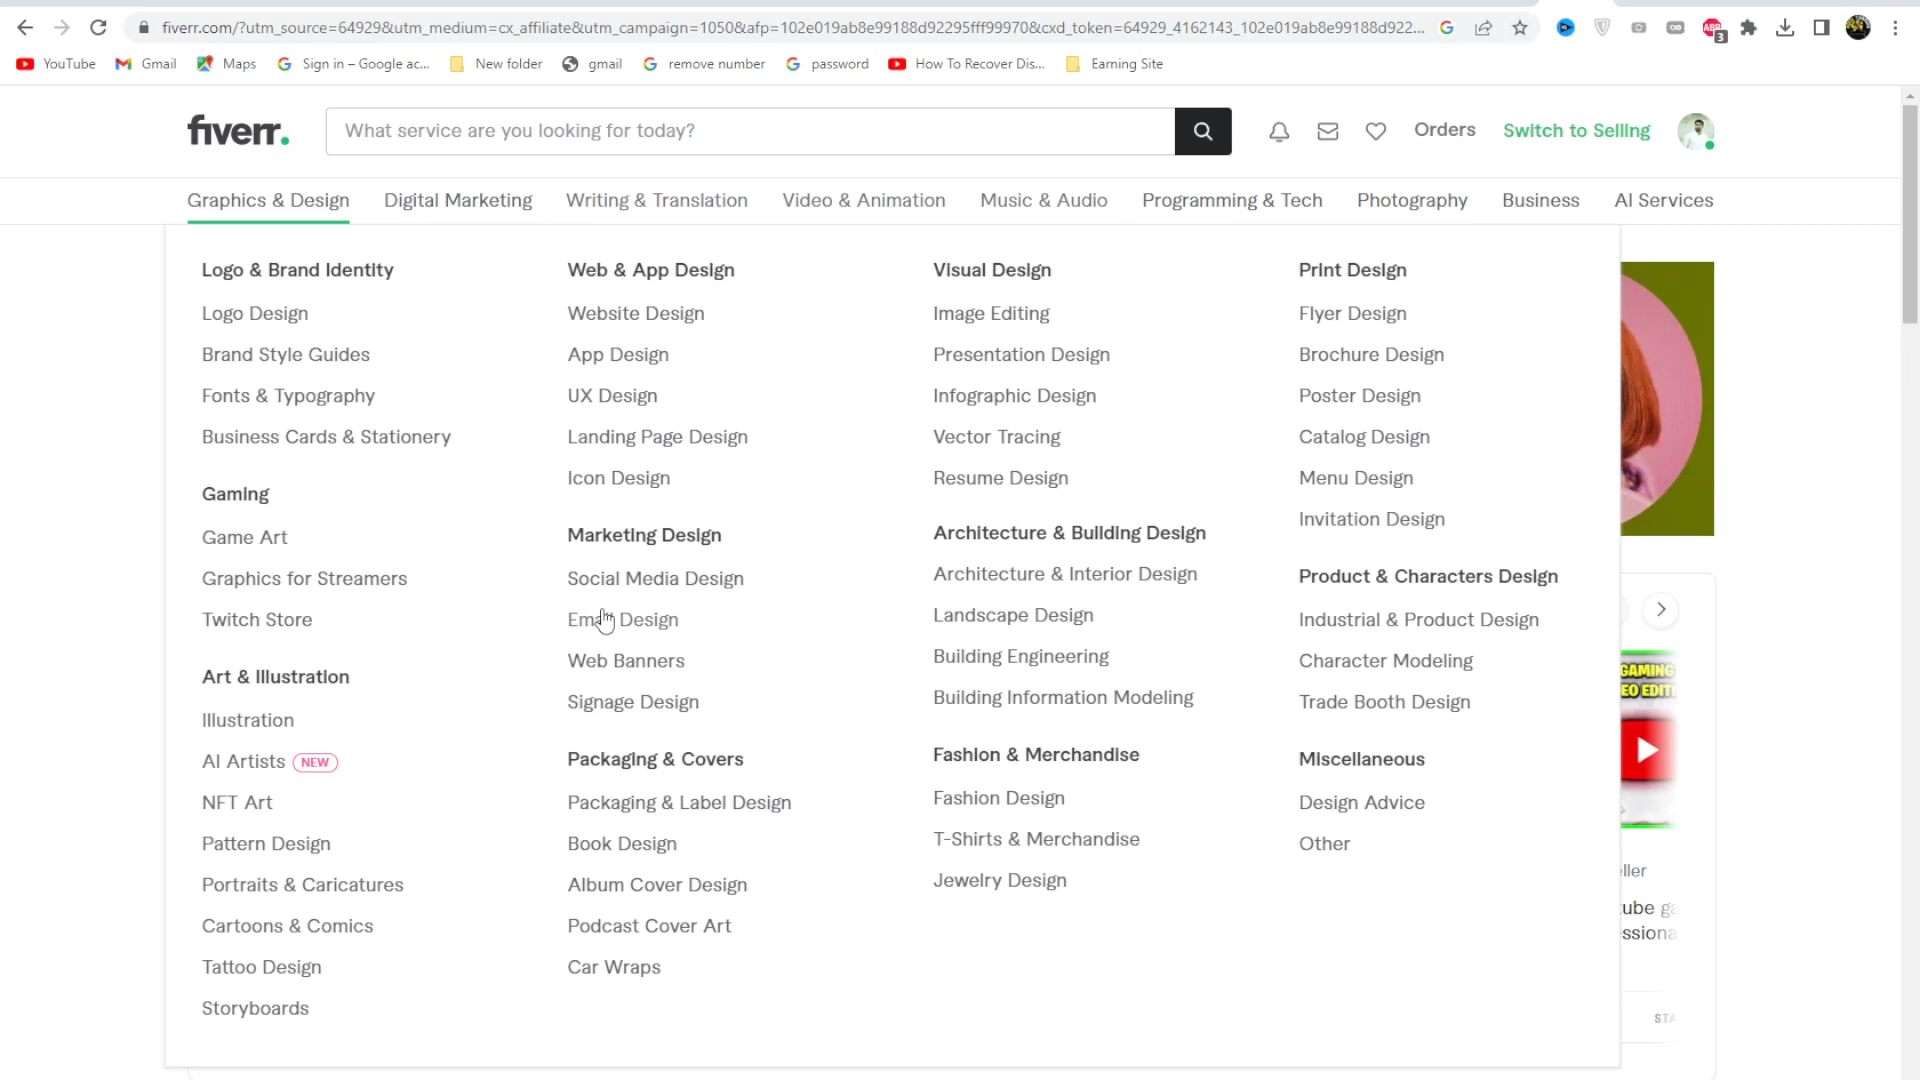 fiverr.com/?utm_source=64929&utm_medium=cx_affiliate&utm_campaign=1050&afp=102e019ab8e99188d92295fff99970&cxd_token=64929_4162143_102e019ab8e99188d922...
ABP 3
YouTube Gmail Maps Sign in – Google ac... New folder gmail remove number password How To Recover Dis... Earning Site
fiverr. What service are you looking for today? Orders Switch to Selling
Graphics & Design Digital Marketing Writing & Translation Video & Animation Music & Audio Programming & Tech Photography Business AI Services
Logo & Brand Identity
Logo Design
Brand Style Guides
Fonts & Typography
Business Cards & Stationery
Gaming
Game Art
Graphics for Streamers
Twitch Store
Art & Illustration
Illustration
AI Artists NEW
NFT Art
Pattern Design
Portraits & Caricatures
Cartoons & Comics
Tattoo Design
Storyboards
Web & App Design
Website Design
App Design
UX Design
Landing Page Design
Icon Design
Marketing Design
Social Media Design
Email Design
Web Banners
Signage Design
Packaging & Covers
Packaging & Label Design
Book Design
Album Cover Design
Podcast Cover Art
Car Wraps
Visual Design
Image Editing
Presentation Design
Infographic Design
Vector Tracing
Resume Design
Architecture & Building Design
Architecture & Interior Design
Landscape Design
Building Engineering
Building Information Modeling
Fashion & Merchandise
Fashion Design
T-Shirts & Merchandise
Jewelry Design
Print Design
Flyer Design
Brochure Design
Poster Design
Catalog Design
Menu Design
Invitation Design
Product & Characters Design
Industrial & Product Design
Character Modeling
Trade Booth Design
Miscellaneous
Design Advice
Other
GAMING
EO EDIT
ller
tube ga
ssiona
STA